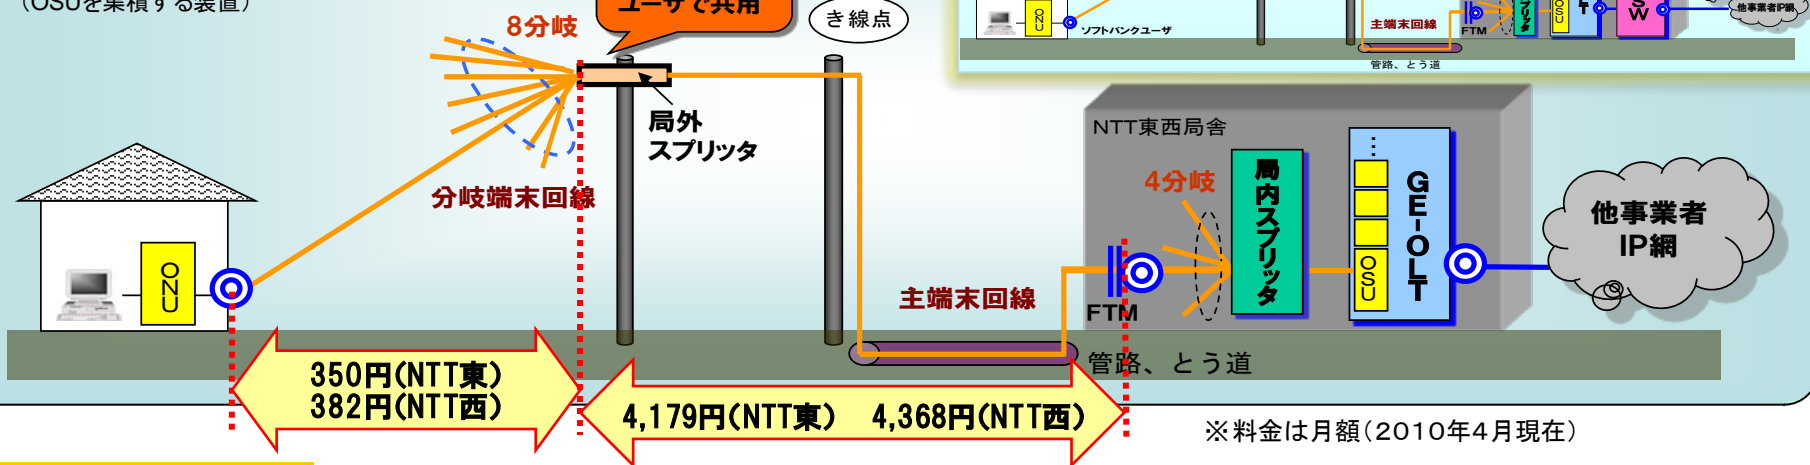 (OSUを集積する装置)
8分岐
ユーザで共用
き線点
ONU
ソフトバンクユーザ
主端末回線
FTM
OSU
SW
他事業者IP網
管路、とう道
局外
スプリッタ
分岐端末回線
ONU
主端末回線
NTT東西局舎
4分岐
局内スプリッタ
GE-OLT
OSU
FTM
他事業者
IP網
管路、とう道
350円(NTT東)
382円(NTT西)
4,179円(NTT東) 4,368円(NTT西)
※料金は月額(2010年4月現在)